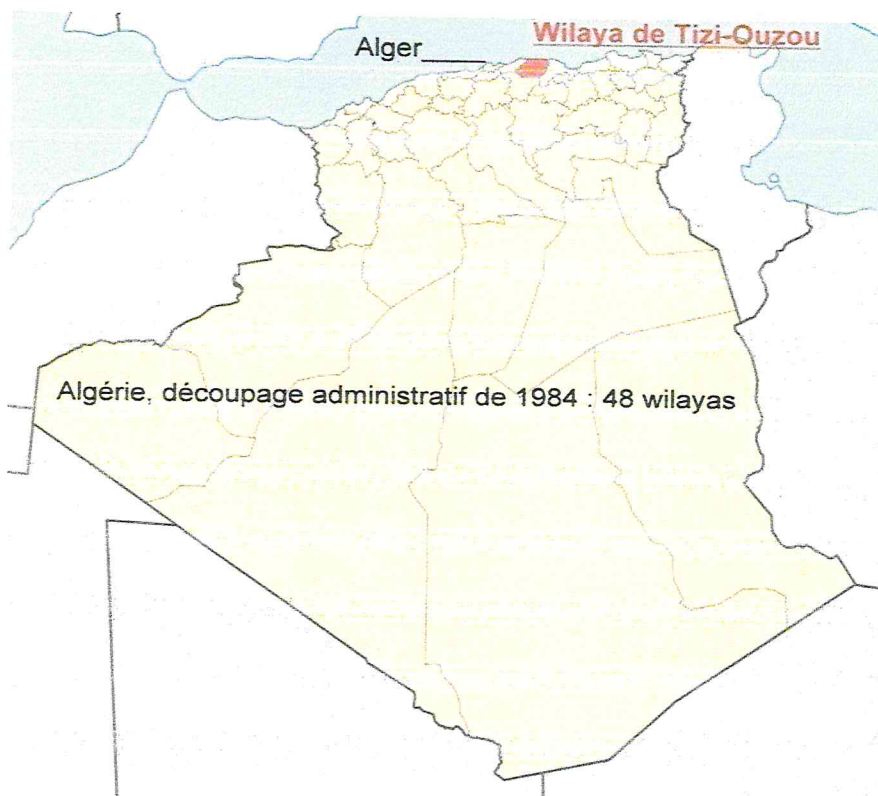 Wilaya de Tizi-Ouzou
Alger
Algérie, découpage administratif de 1984 : 48 wilayas